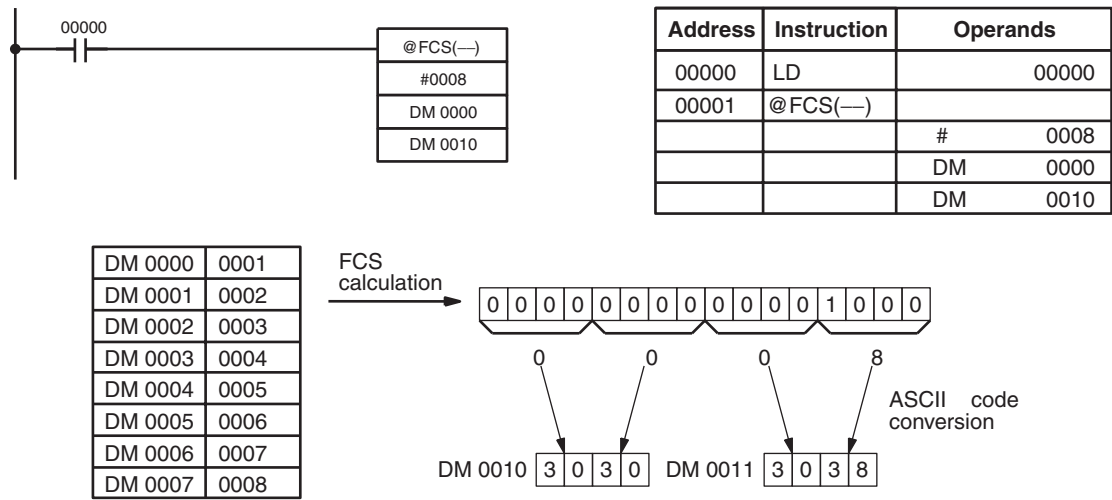 00000
@FCS(––)
#0008
DM 0000
DM 0010
Address Instruction Operands
00000 LD 00000
00001 @FCS(––)
# 0008
DM 0000
DM 0010
DM 0000 0001
DM 0001 0002
DM 0002 0003
DM 0003 0004
DM 0004 0005
DM 0005 0006
DM 0006 0007
DM 0007 0008
FCS
calculation
0 0 0 0 0 0 0 0 0 0 0 0 1 0 0 0
0 0 0 8
ASCII code
conversion
DM 0010 3 0 3 0 DM 0011 3 0 3 8